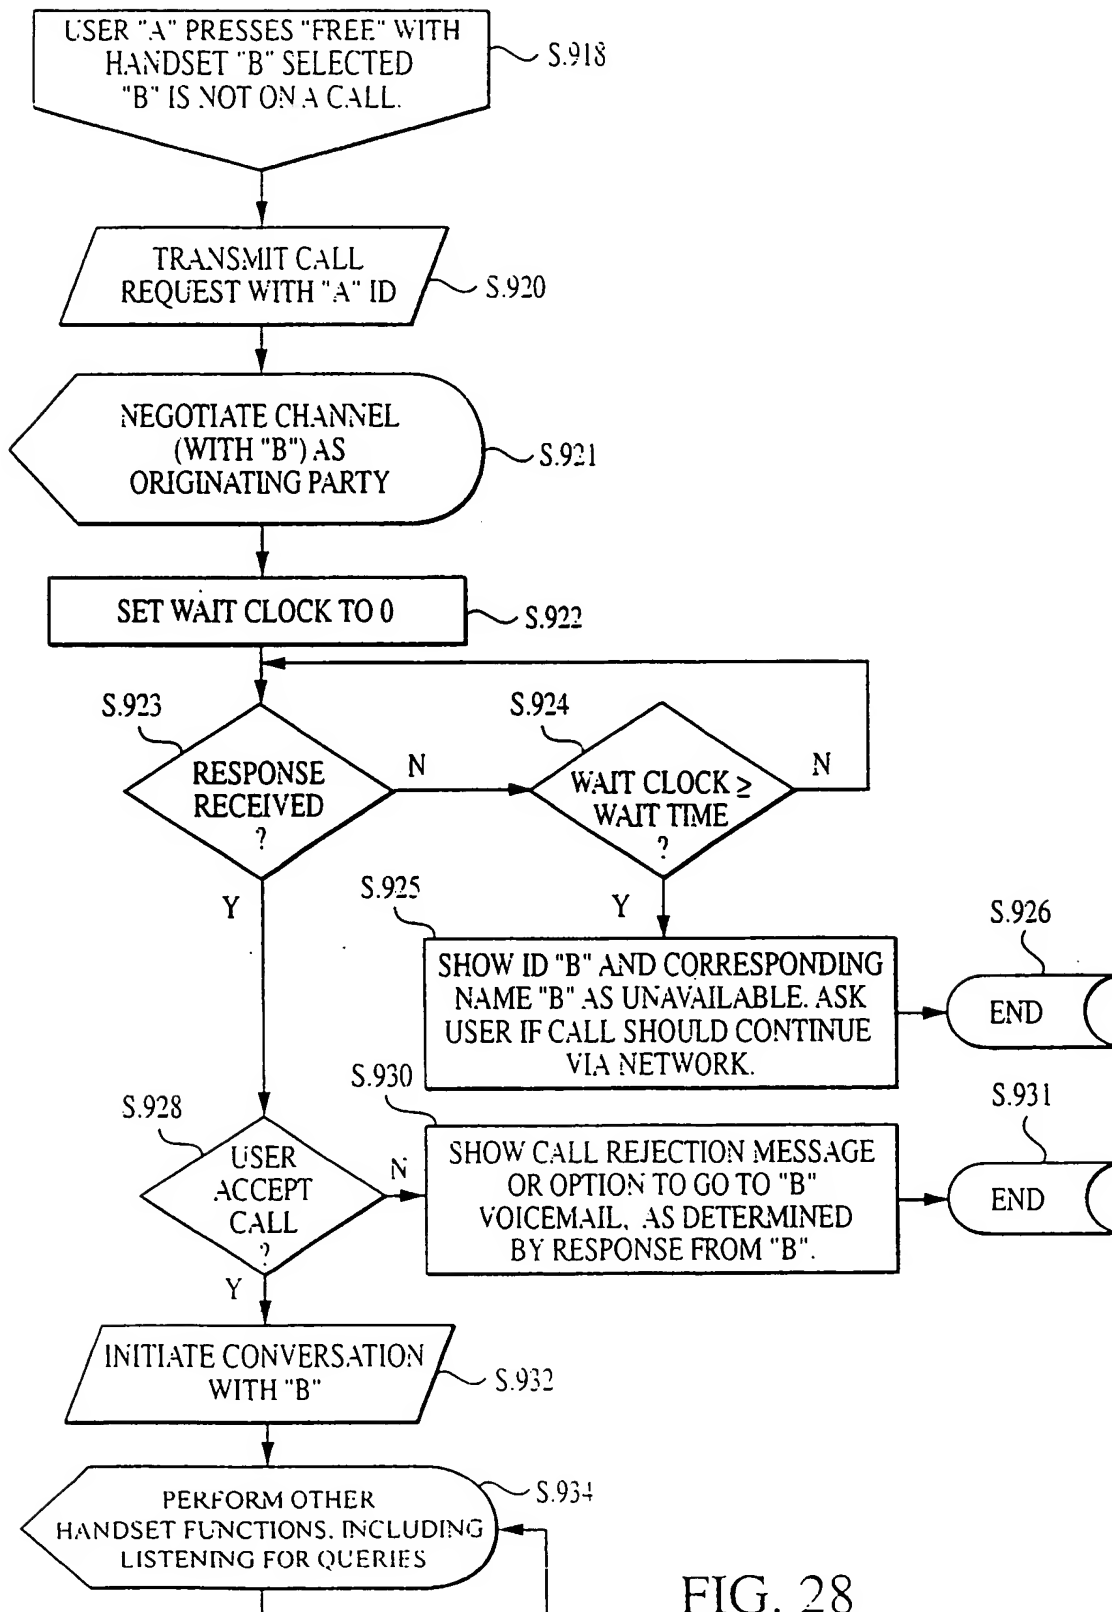 USER "A" PRESSES "FREE" WITH
HANDSET "B" SELECTED
"B" IS NOT ON A CALL.
S.918
TRANSMIT CALL
REQUEST WITH "A" ID
S.920
NEGOTIATE CHANNEL
(WITH "B") AS
ORIGINATING PARTY
S.921
SET WAIT CLOCK TO 0
S.922
S.923
RESPONSE
RECEIVED
?
N
Y
S.924
WAIT CLOCK ≥
WAIT TIME
?
N
Y
S.925
SHOW ID "B" AND CORRESPONDING
NAME "B" AS UNAVAILABLE. ASK
USER IF CALL SHOULD CONTINUE
VIA NETWORK.
S.926
END
S.928
USER
ACCEPT
CALL
?
N
Y
S.930
SHOW CALL REJECTION MESSAGE
OR OPTION TO GO TO "B"
VOICEMAIL, AS DETERMINED
BY RESPONSE FROM "B".
S.931
END
INITIATE CONVERSATION
WITH "B"
S.932
PERFORM OTHER
HANDSET FUNCTIONS, INCLUDING
LISTENING FOR QUERIES
S.934
FIG. 28